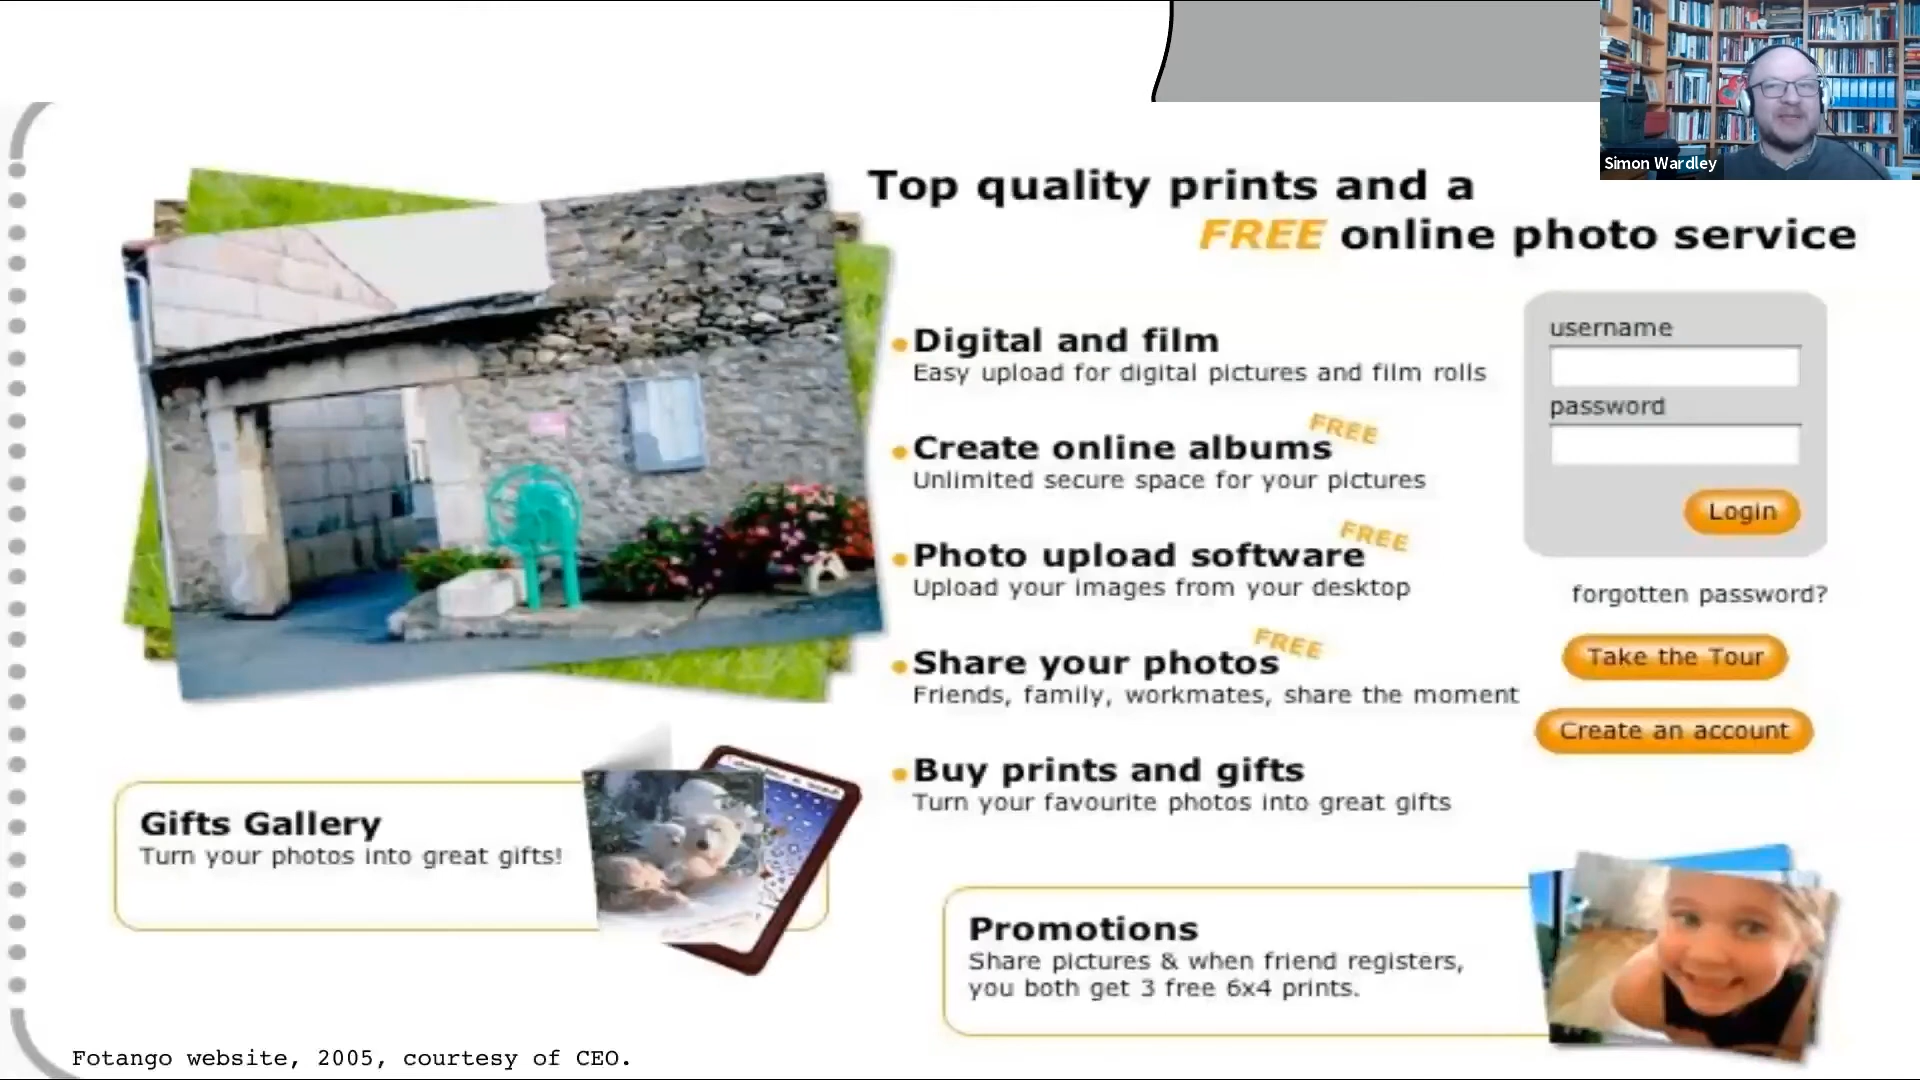 Simon Wardley
Top quality prints and a
FREE online photo service
Digital and film
Easy upload for digital pictures and film rolls
Create online albums FREE
Unlimited secure space for your pictures
Photo upload software FREE
Upload your images from your desktop
Share your photos FREE
Friends, family, workmates, share the moment
Buy prints and gifts
Turn your favourite photos into great gifts
username
password
Login
forgotten password?
Take the Tour
Create an account
Gifts Gallery
Turn your photos into great gifts!
Promotions
Share pictures & when friend registers,
you both get 3 free 6x4 prints.
Fotango website, 2005, courtesy of CEO.